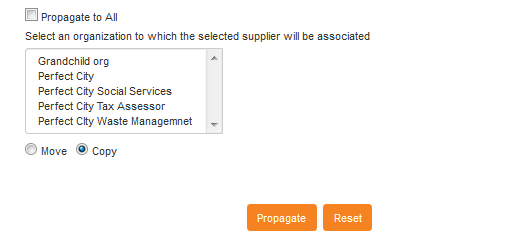 Propagate to All
Select an organization to which the selected supplier will be associated
Grandchild org
Perfect City
Perfect City Social Services
Perfect City Tax Assessor
Perfect CIty Waste Managemnet
Move Copy
Propagate Reset